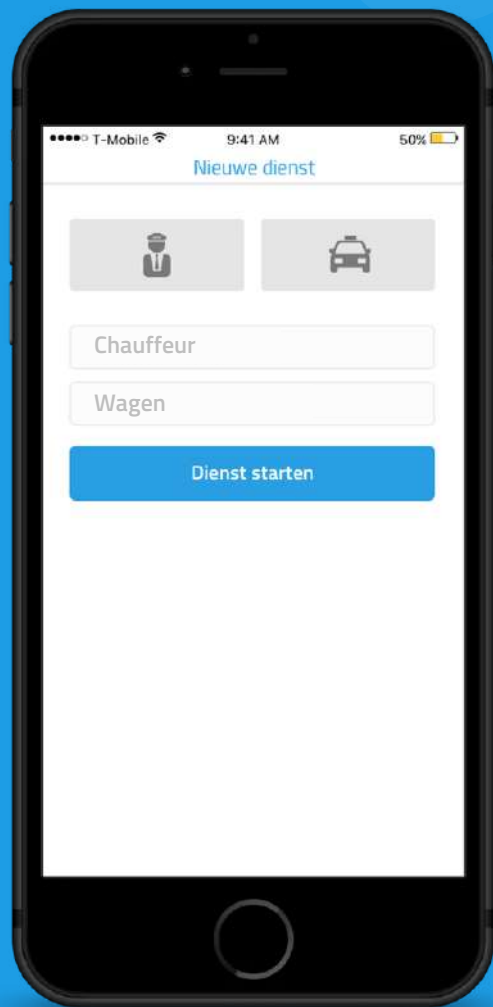 T-Mobile 9:41 AM 50%
Nieuwe dienst
Chauffeur
Wagen
Dienst starten